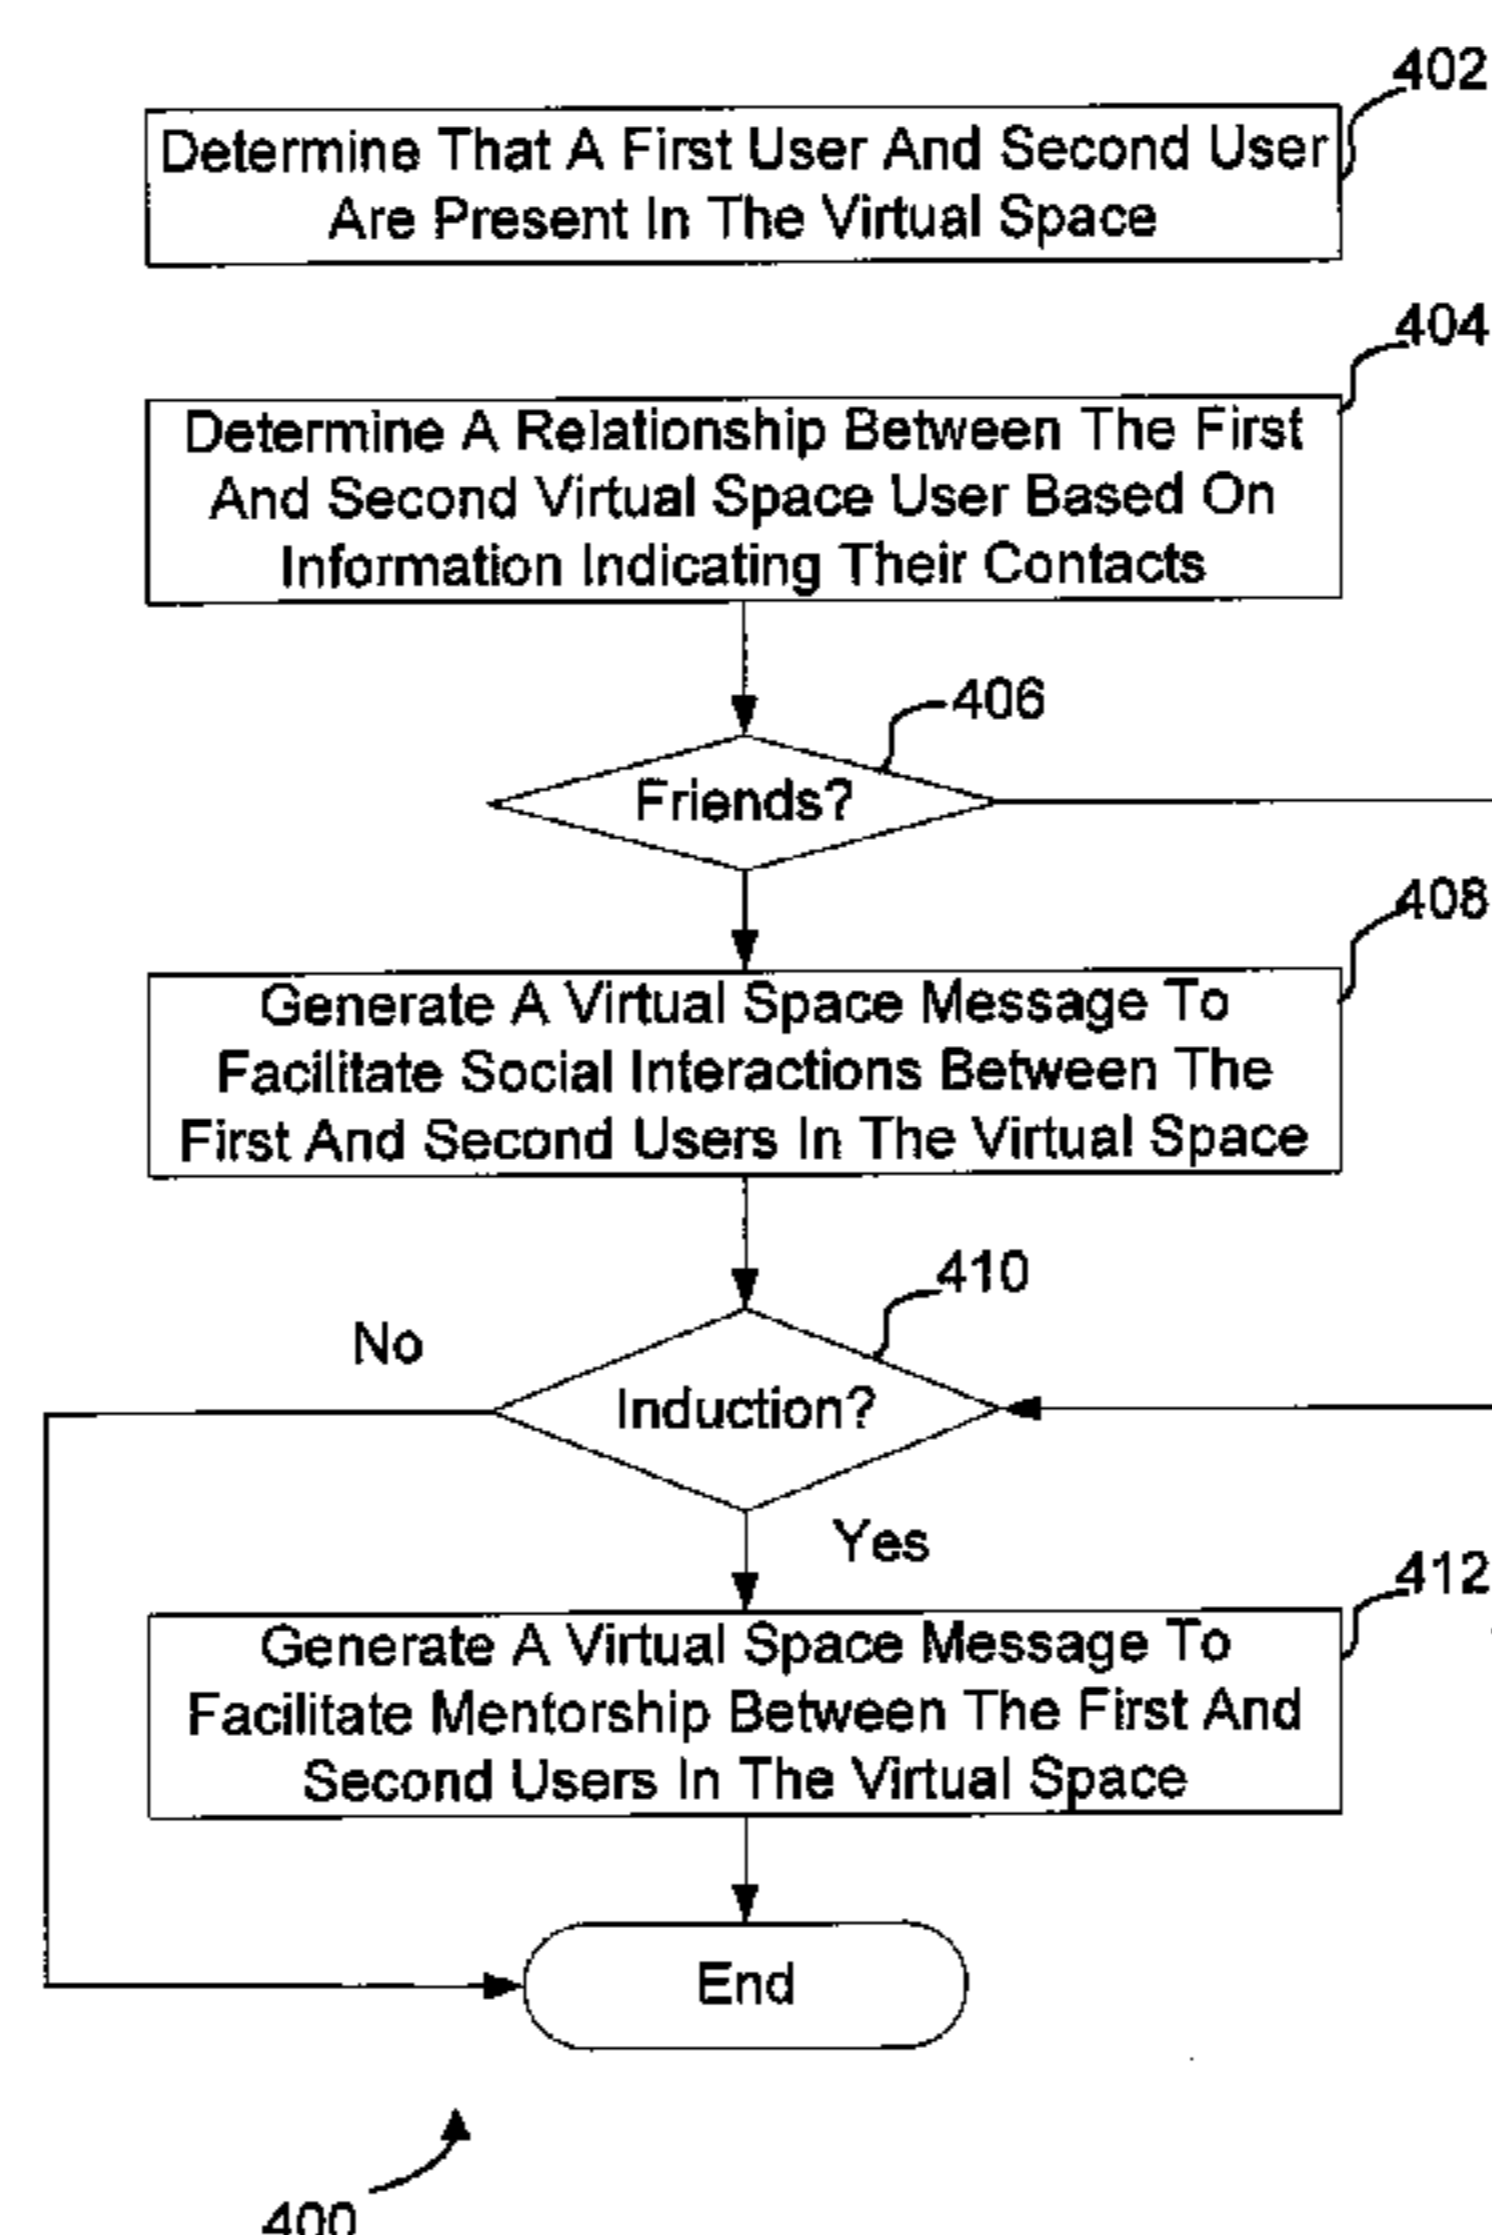 402
Determine That A First User And Second User
Are Present In The Virtual Space
404
Determine A Relationship Between The First
And Second Virtual Space User Based On
Information Indicating Their Contacts
406
Friends?
408
Generate A Virtual Space Message To
Facilitate Social Interactions Between The
First And Second Users In The Virtual Space
410
No
Induction?
Yes
412
Generate A Virtual Space Message To
Facilitate Mentorship Between The First And
Second Users In The Virtual Space
End
400